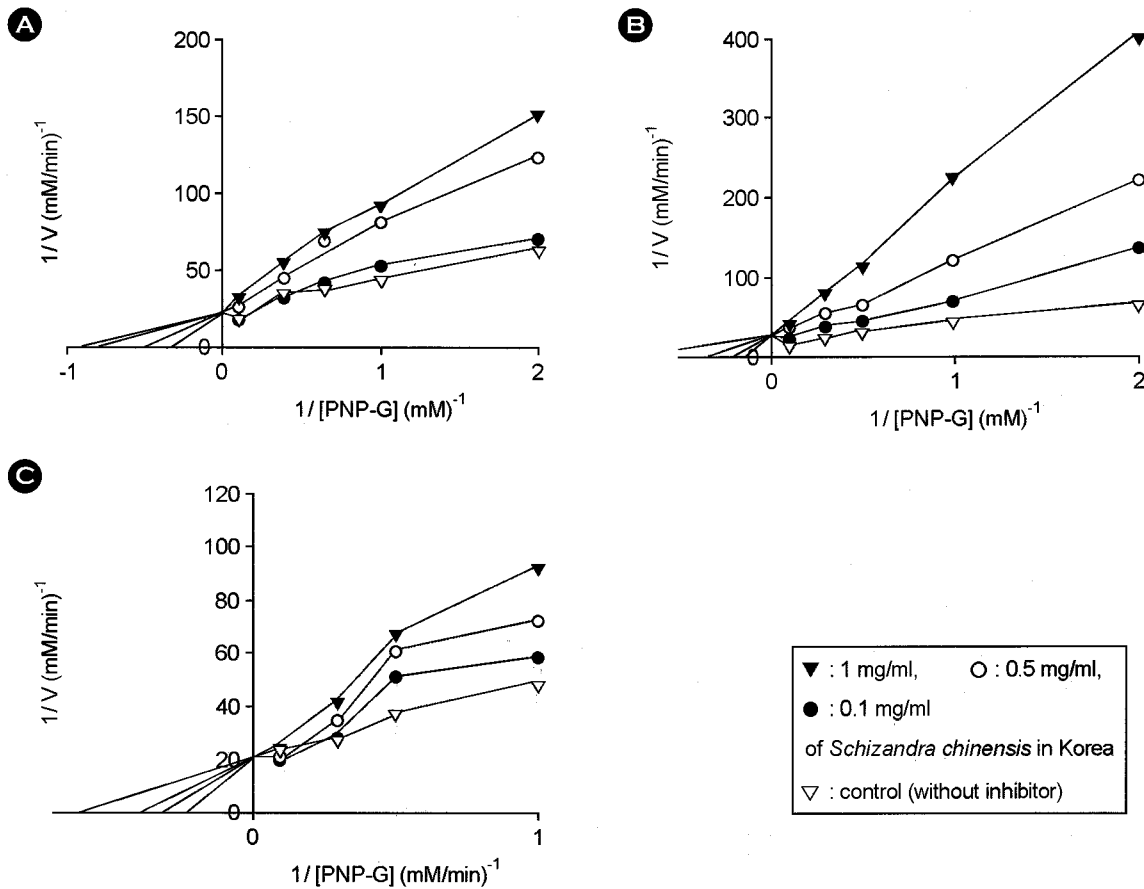 A
200
150
100
50
0
1/ V (mM/min)⁻¹
-1 0 1 2
1/ [PNP-G] (mM)⁻¹
B
400
300
200
100
0
1/ V (mM/min)⁻¹
0 1 2
1/ [PNP-G] (mM)⁻¹
C
120
100
80
60
40
20
0
1/ V (mM/min)⁻¹
0 1
1/ [PNP-G] (mM/min)⁻¹
▼ : 1 mg/ml, ○ : 0.5 mg/ml,
● : 0.1 mg/ml
of Schizandra chinensis in Korea
▽ : control (without inhibitor)